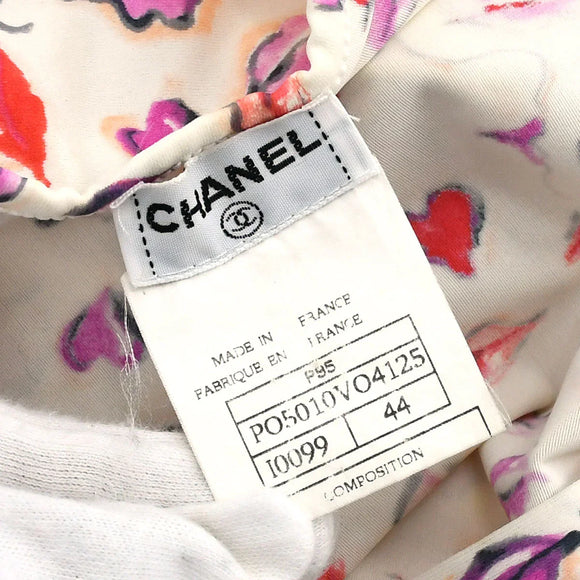 CHANEL
MADE IN FRANCE
FABRIQUE EN FRANCE
P95
PO5010VO4125
I0099 44
COMPOSITION